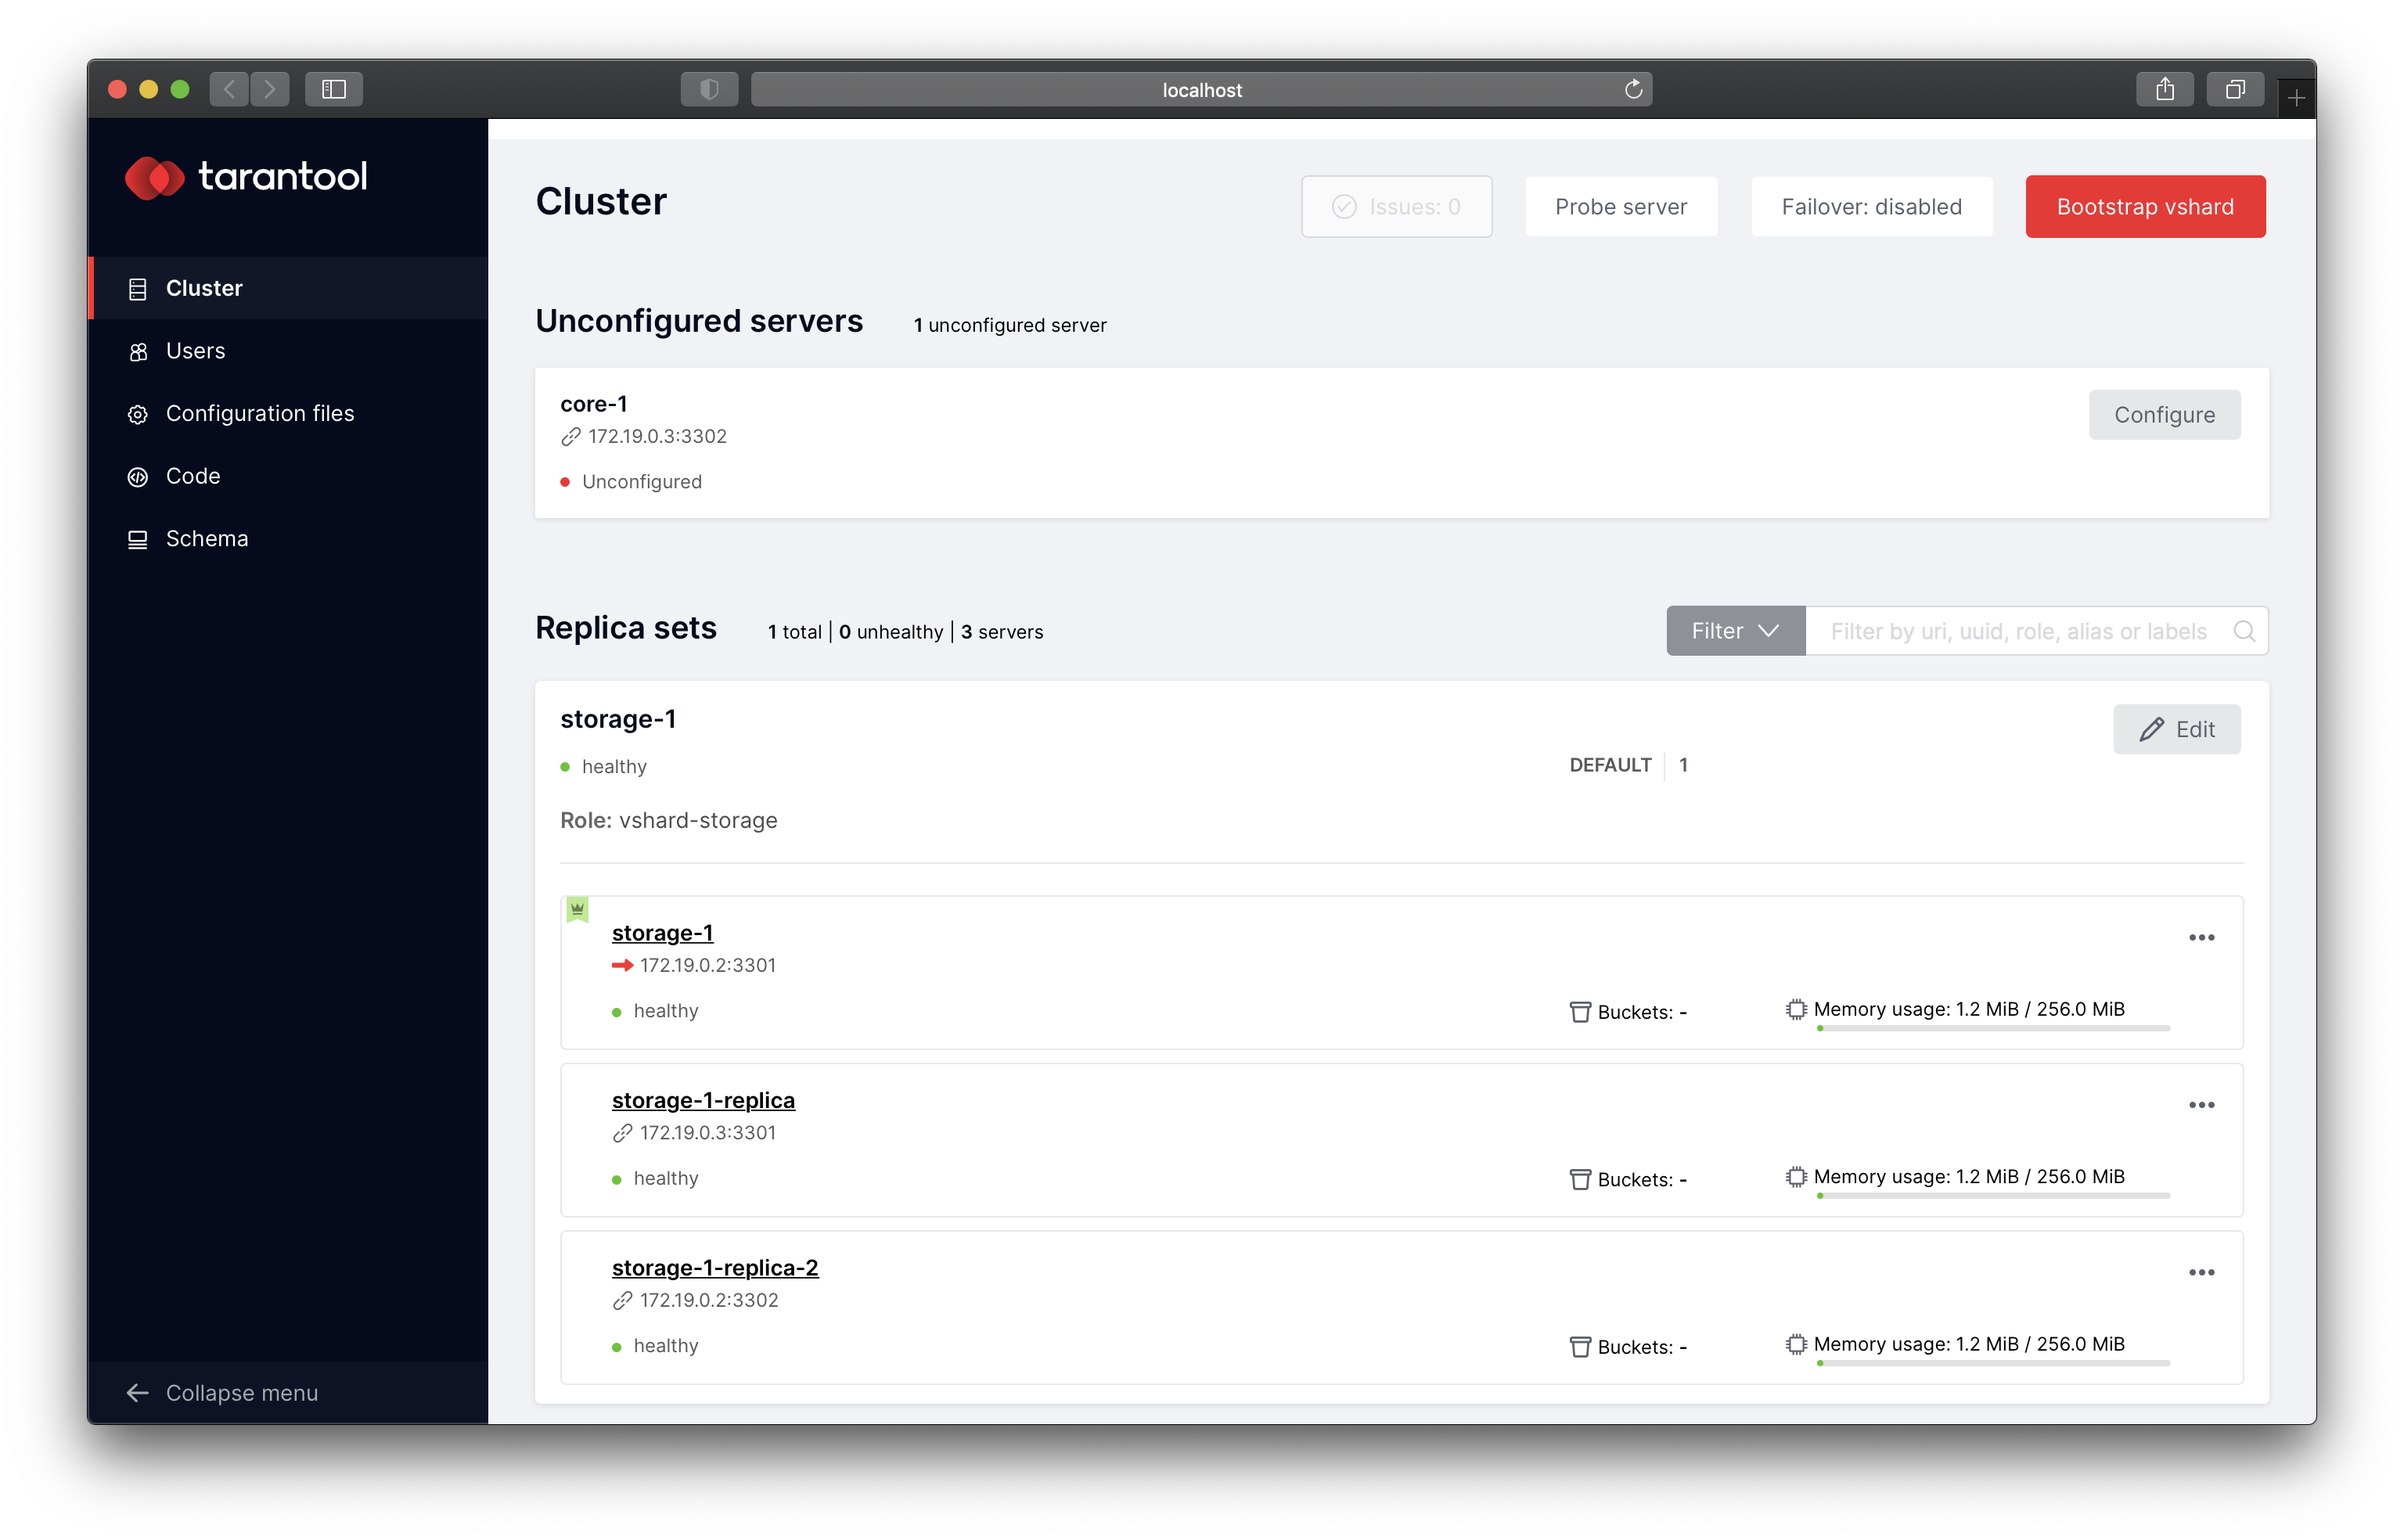 localhost
tarantool
Cluster
Users
Configuration files
Code
Schema
Collapse menu
Cluster
Issues: 0
Probe server
Failover: disabled
Bootstrap vshard
Unconfigured servers
1 unconfigured server
core-1
172.19.0.3:3302
Unconfigured
Configure
Replica sets
1 total | 0 unhealthy | 3 servers
Filter
Filter by uri, uuid, role, alias or labels
storage-1
healthy
DEFAULT | 1
Edit
Role: vshard-storage
storage-1
172.19.0.2:3301
healthy
Buckets: -
Memory usage: 1.2 MiB / 256.0 MiB
storage-1-replica
172.19.0.3:3301
healthy
Buckets: -
Memory usage: 1.2 MiB / 256.0 MiB
storage-1-replica-2
172.19.0.2:3302
healthy
Buckets: -
Memory usage: 1.2 MiB / 256.0 MiB